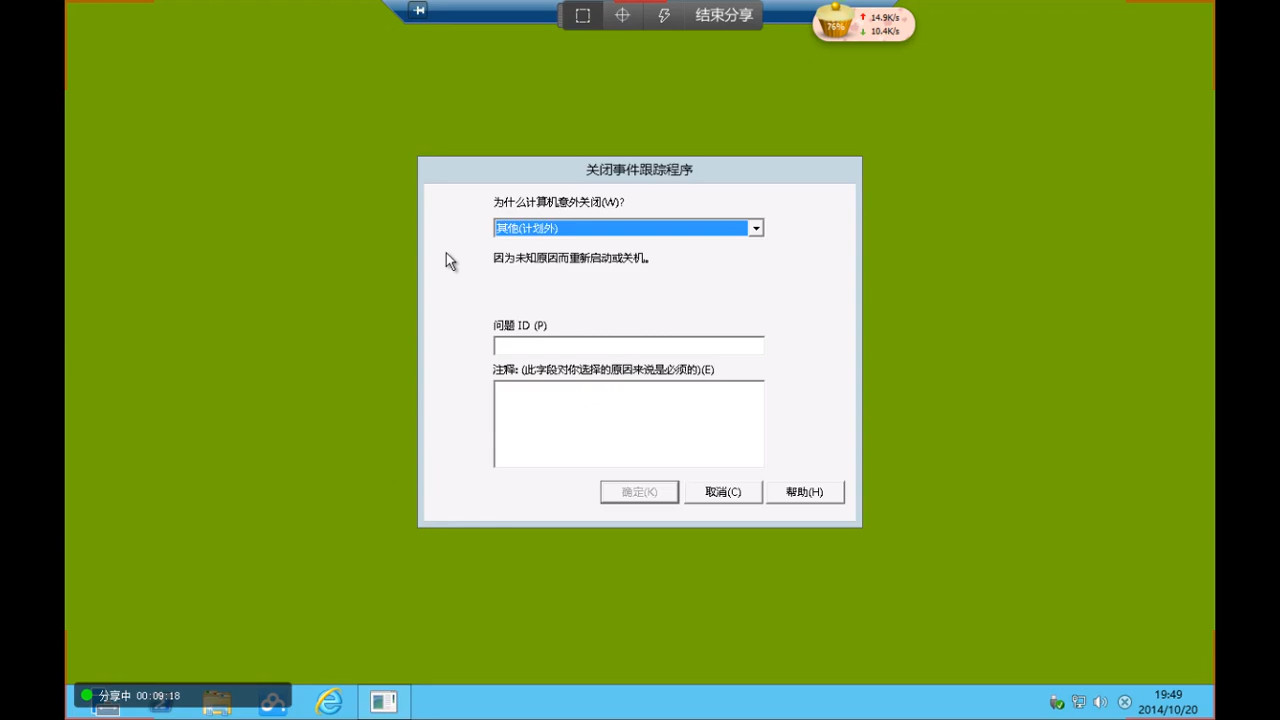 结束分享
76%
14.9K/s
10.4K/s
关闭事件跟踪程序
为什么计算机意外关闭(W)?
其他(计划外)
因为未知原因而重新启动或关机。
问题 ID (P)
注释: (此字段对你选择的原因来说是必须的)(E)
确定(K)
取消(C)
帮助(H)
分享中 00:09:18
19:49
2014/10/20